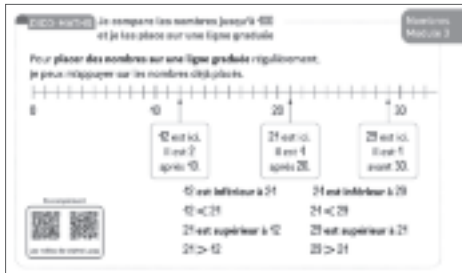 DICO MATHS Je compare les nombres jusqu'à 100
et je les place sur une ligne graduée
Nombres
Module 3
Pour placer des nombres sur une ligne graduée régulièrement,
je peux m'appuyer sur les nombres déjà placés.
0 10 20 30
12 est ici.
Il est 2
après 10.
21 est ici.
Il est 1
après 20.
29 est ici.
Il est 1
avant 30.
12 est inférieur à 21
12 < 21
21 est supérieur à 12
21 > 12
21 est inférieur à 29
21 < 29
29 est supérieur à 21
29 > 21